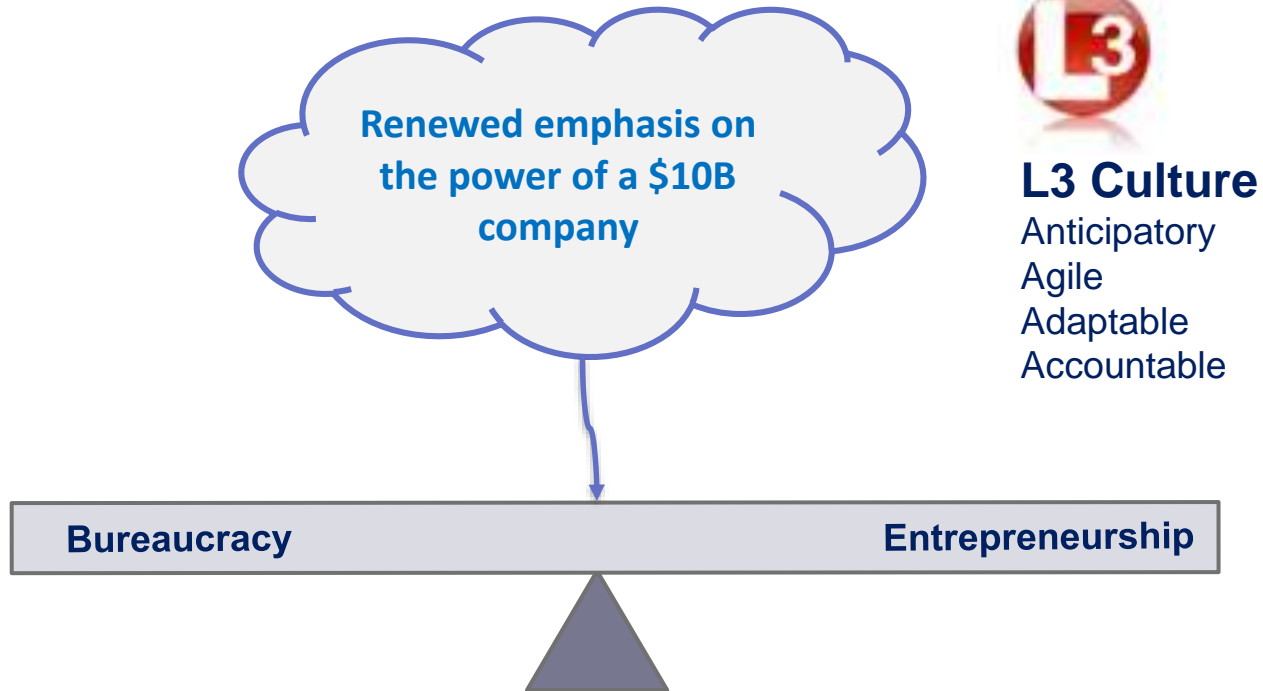 Renewed emphasis on
the power of a $10B
company
L3
L3 Culture
Anticipatory
Agile
Adaptable
Accountable
Bureaucracy
Entrepreneurship